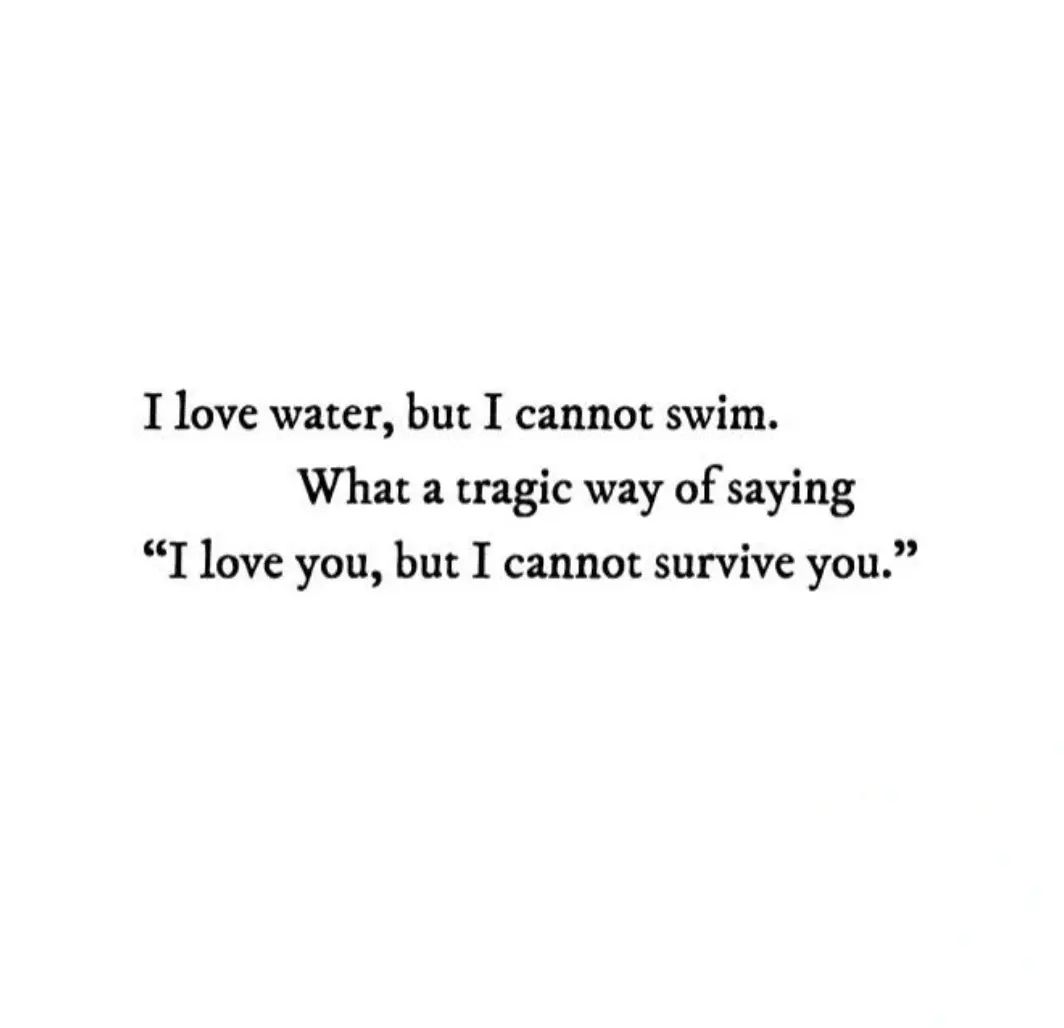 I love water, but I cannot swim.
What a tragic way of saying
“I love you, but I cannot survive you.”